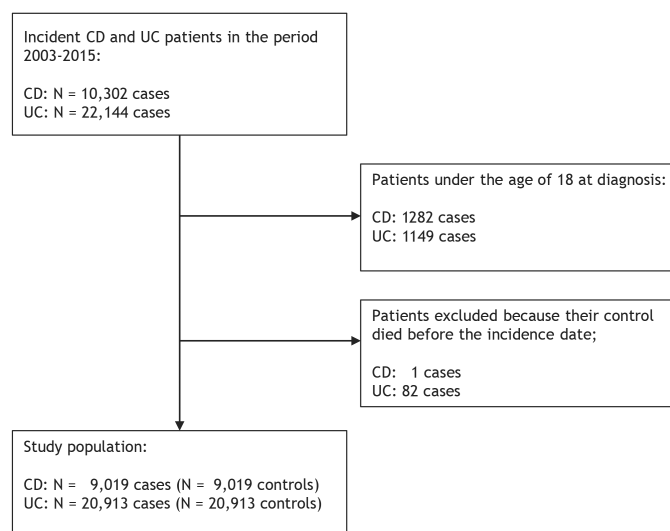 Incident CD and UC patients in the period
2003-2015:
CD: N = 10,302 cases
UC: N = 22,144 cases
Patients under the age of 18 at diagnosis:
CD: 1282 cases
UC: 1149 cases
Patients excluded because their control
died before the incidence date;
CD: 1 cases
UC: 82 cases
Study population:
CD: N = 9,019 cases (N = 9,019 controls)
UC: N = 20,913 cases (N = 20,913 controls)